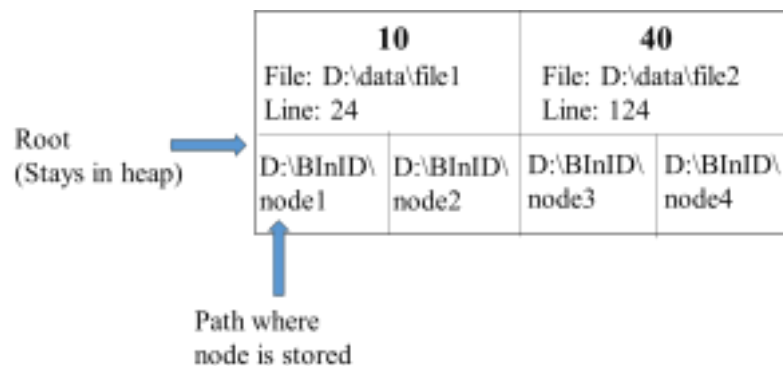 10
File: D:\data\file1
Line: 24
40
File: D:\data\file2
Line: 124
Root
(Stays in heap)
D:\BInID\
node1
D:\BInID\
node2
D:\BInID\
node3
D:\BInID\
node4
Path where
node is stored